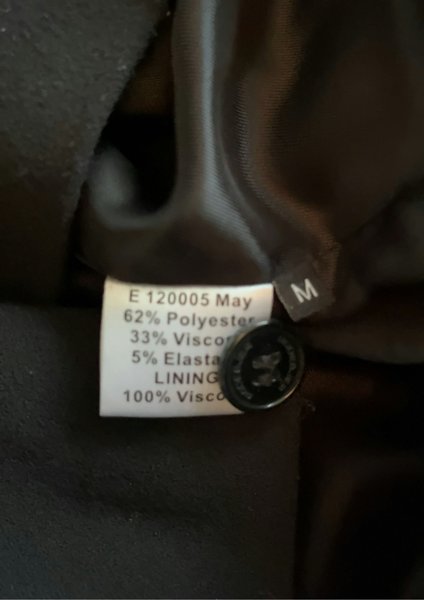 E 120005 May
62% Polyester
33% Visco
5% Elasta
LINING
100% Visco
M